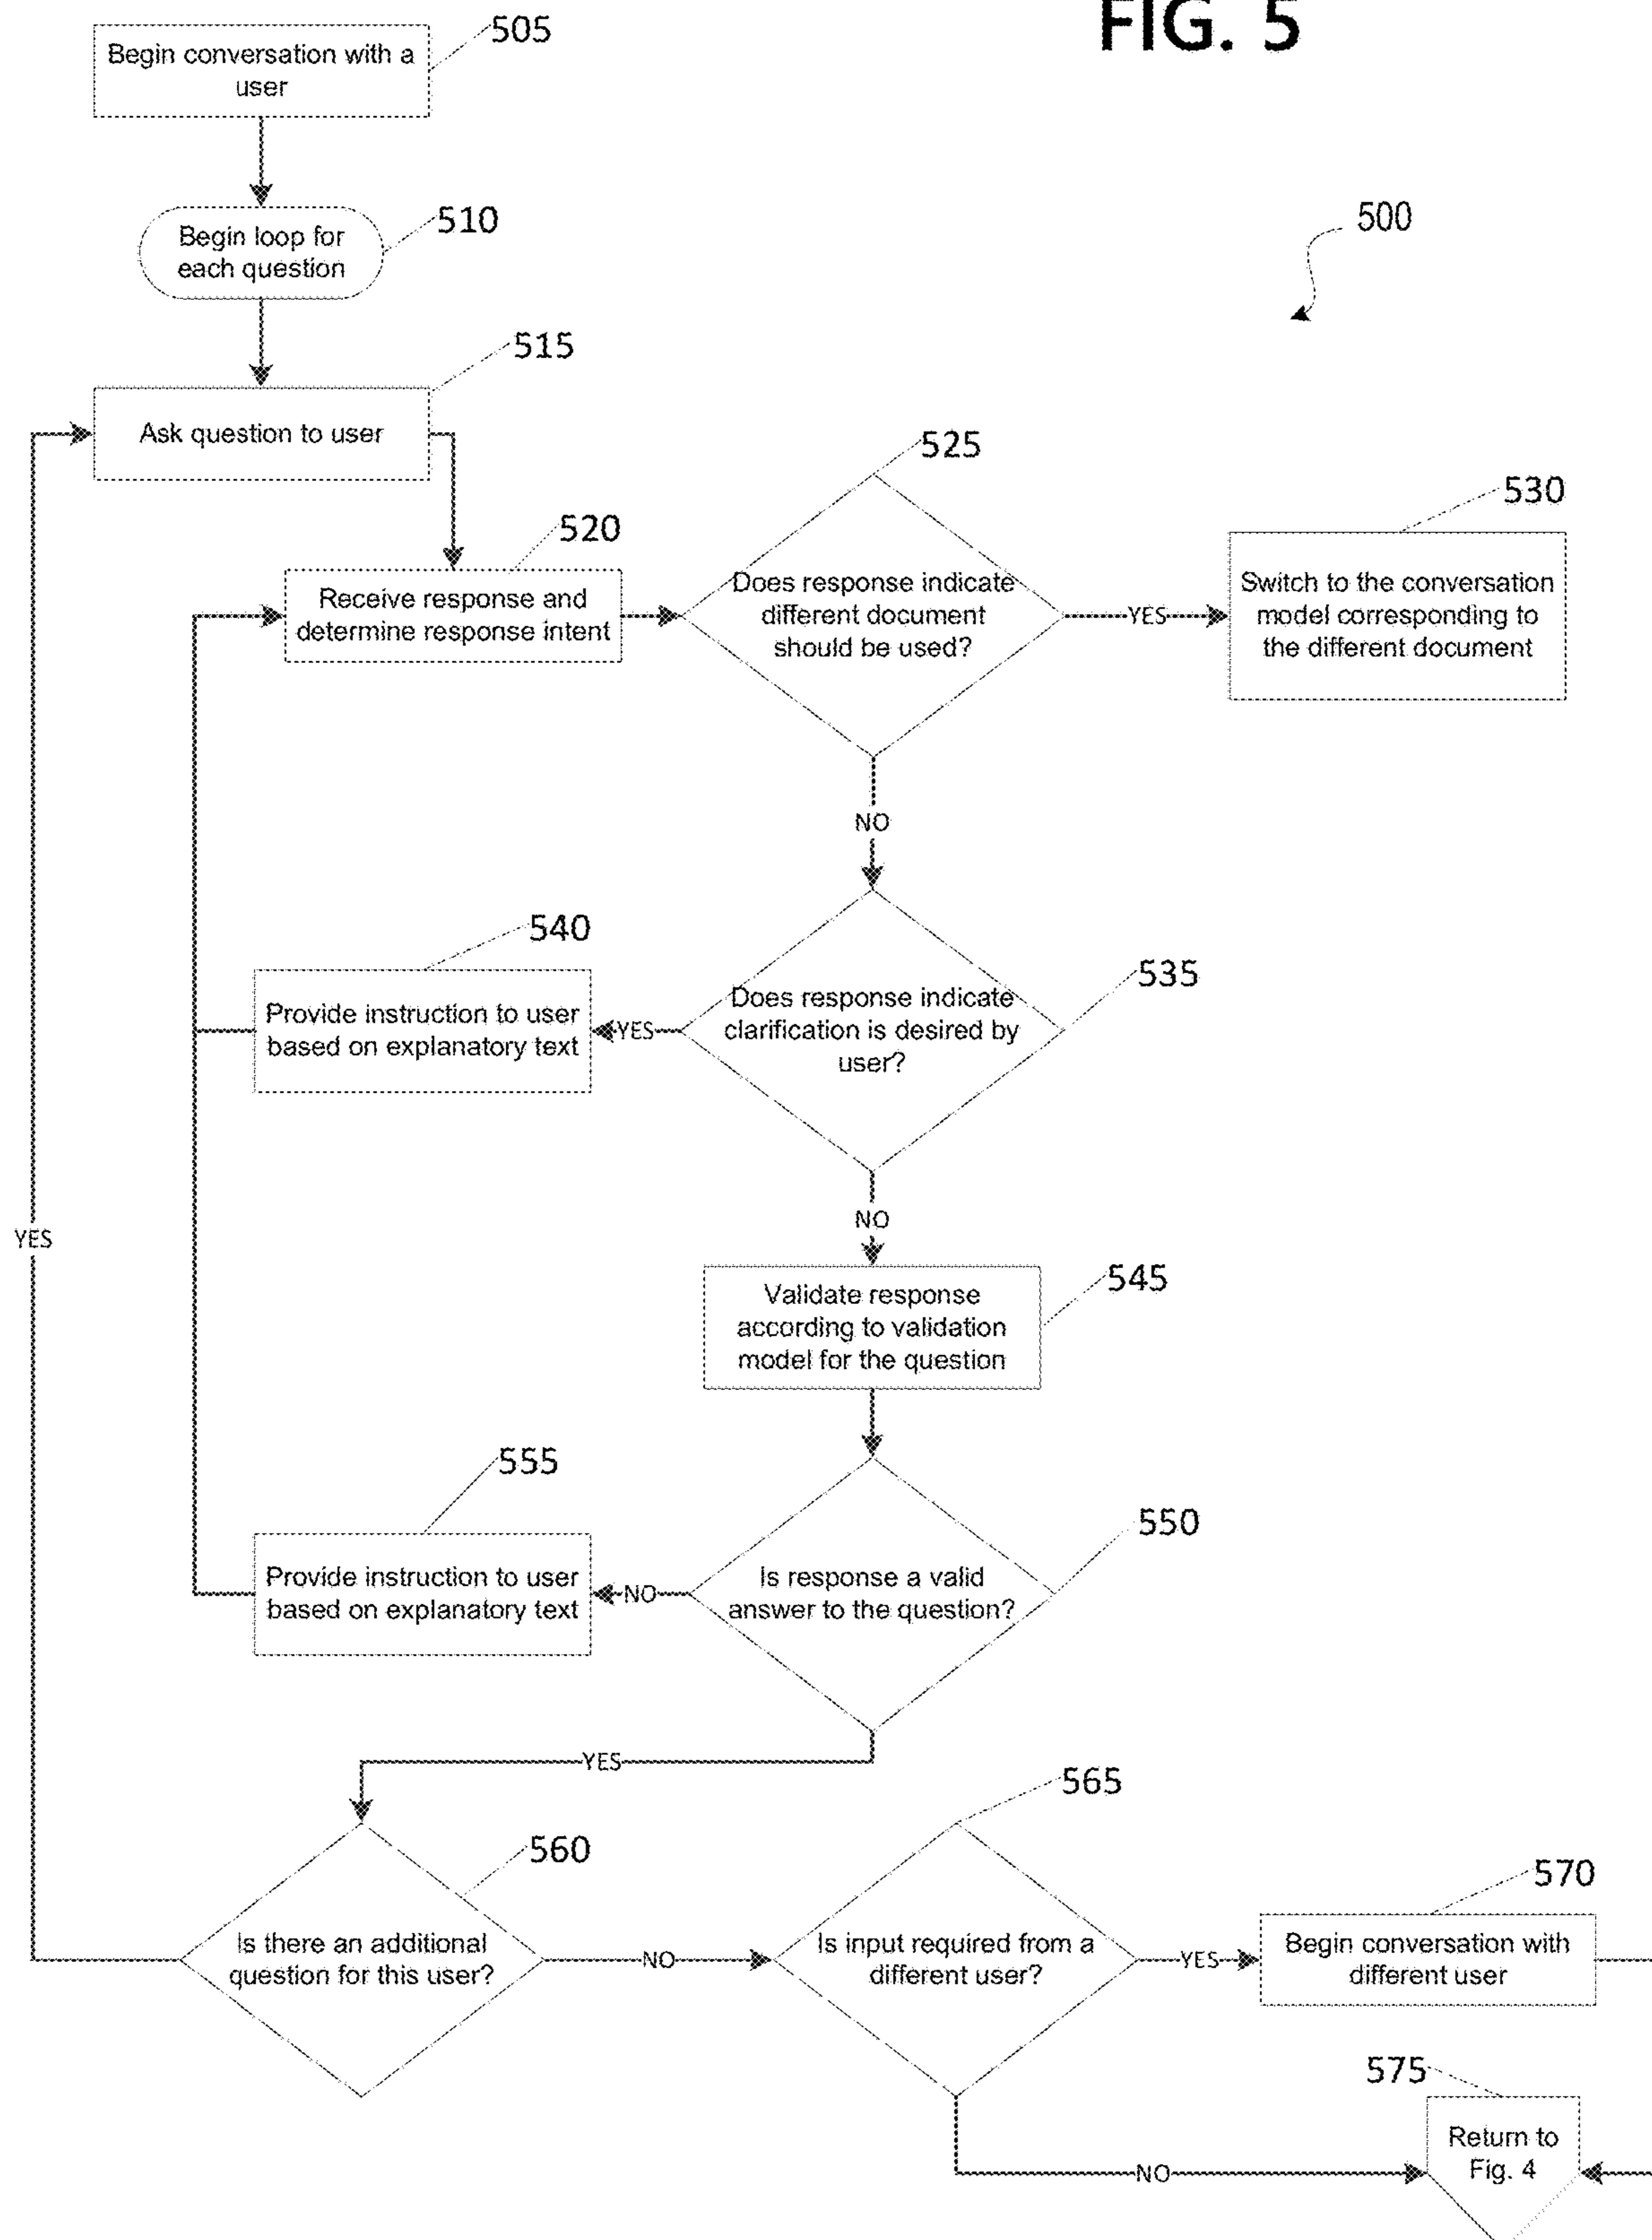 FIG. 5
505
Begin conversation with a
user
510
Begin loop for
each question
500
515
Ask question to user
525
530
520
Receive response and
determine response intent
Does response indicate
different document
should be used?
YES
Switch to the conversation
model corresponding to
the different document
NO
540
535
Provide instruction to user
based on explanatory text
YES
Does response indicate
clarification is desired by
user?
NO
YES
545
Validate response
according to validation
model for the question
555
550
Provide instruction to user
based on explanatory text
NO
Is response a valid
answer to the question?
YES
565
560
570
Is there an additional
question for this user?
NO
Is input required from a
different user?
YES
Begin conversation with
different user
575
Return to
Fig. 4
NO